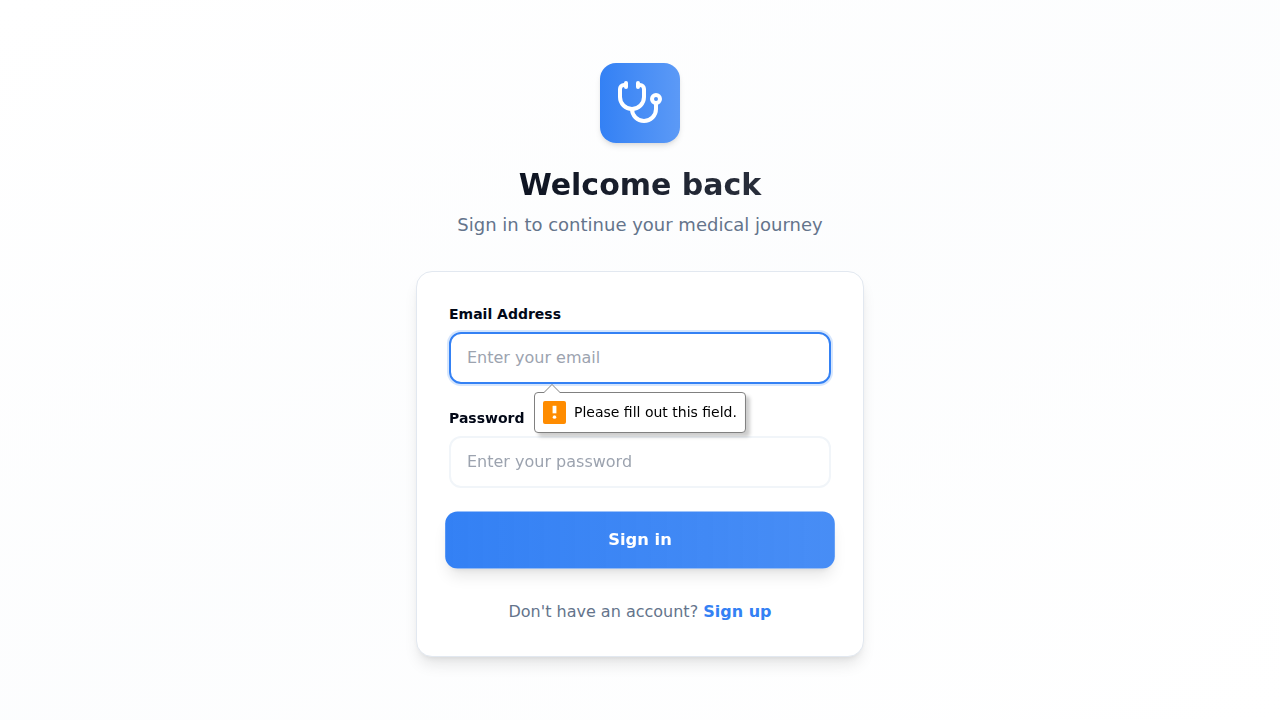 Welcome back
Sign in to continue your medical journey
Email Address
Enter your email
Please fill out this field.
Password
Enter your password
Sign in
Don't have an account? Sign up